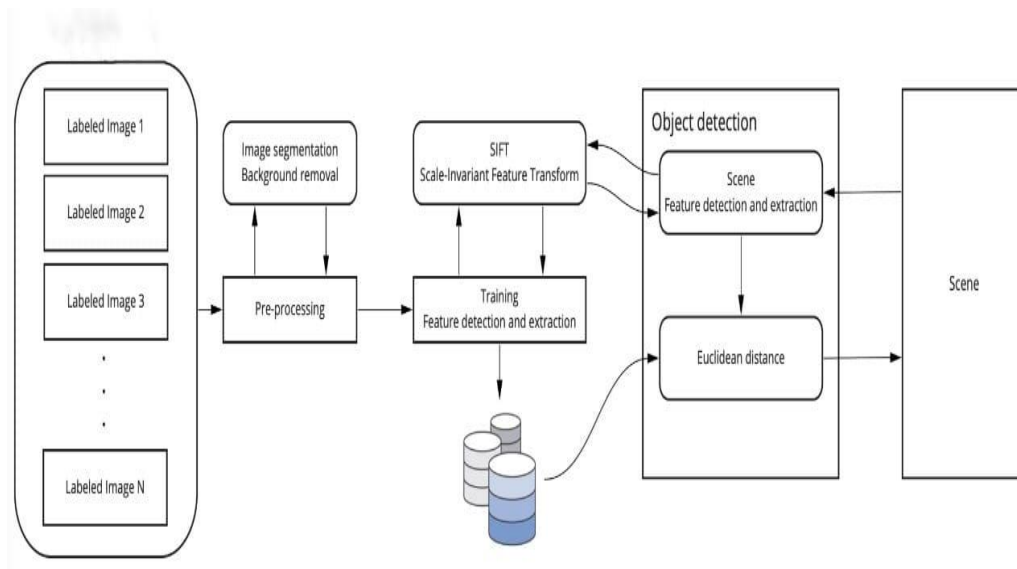 Labeled Image 1
Labeled Image 2
Labeled Image 3
Labeled Image N
Image segmentation
Background removal
Pre-processing
SIFT
Scale-Invariant Feature Transform
Training
Feature detection and extraction
Object detection
Scene
Feature detection and extraction
Euclidean distance
Scene